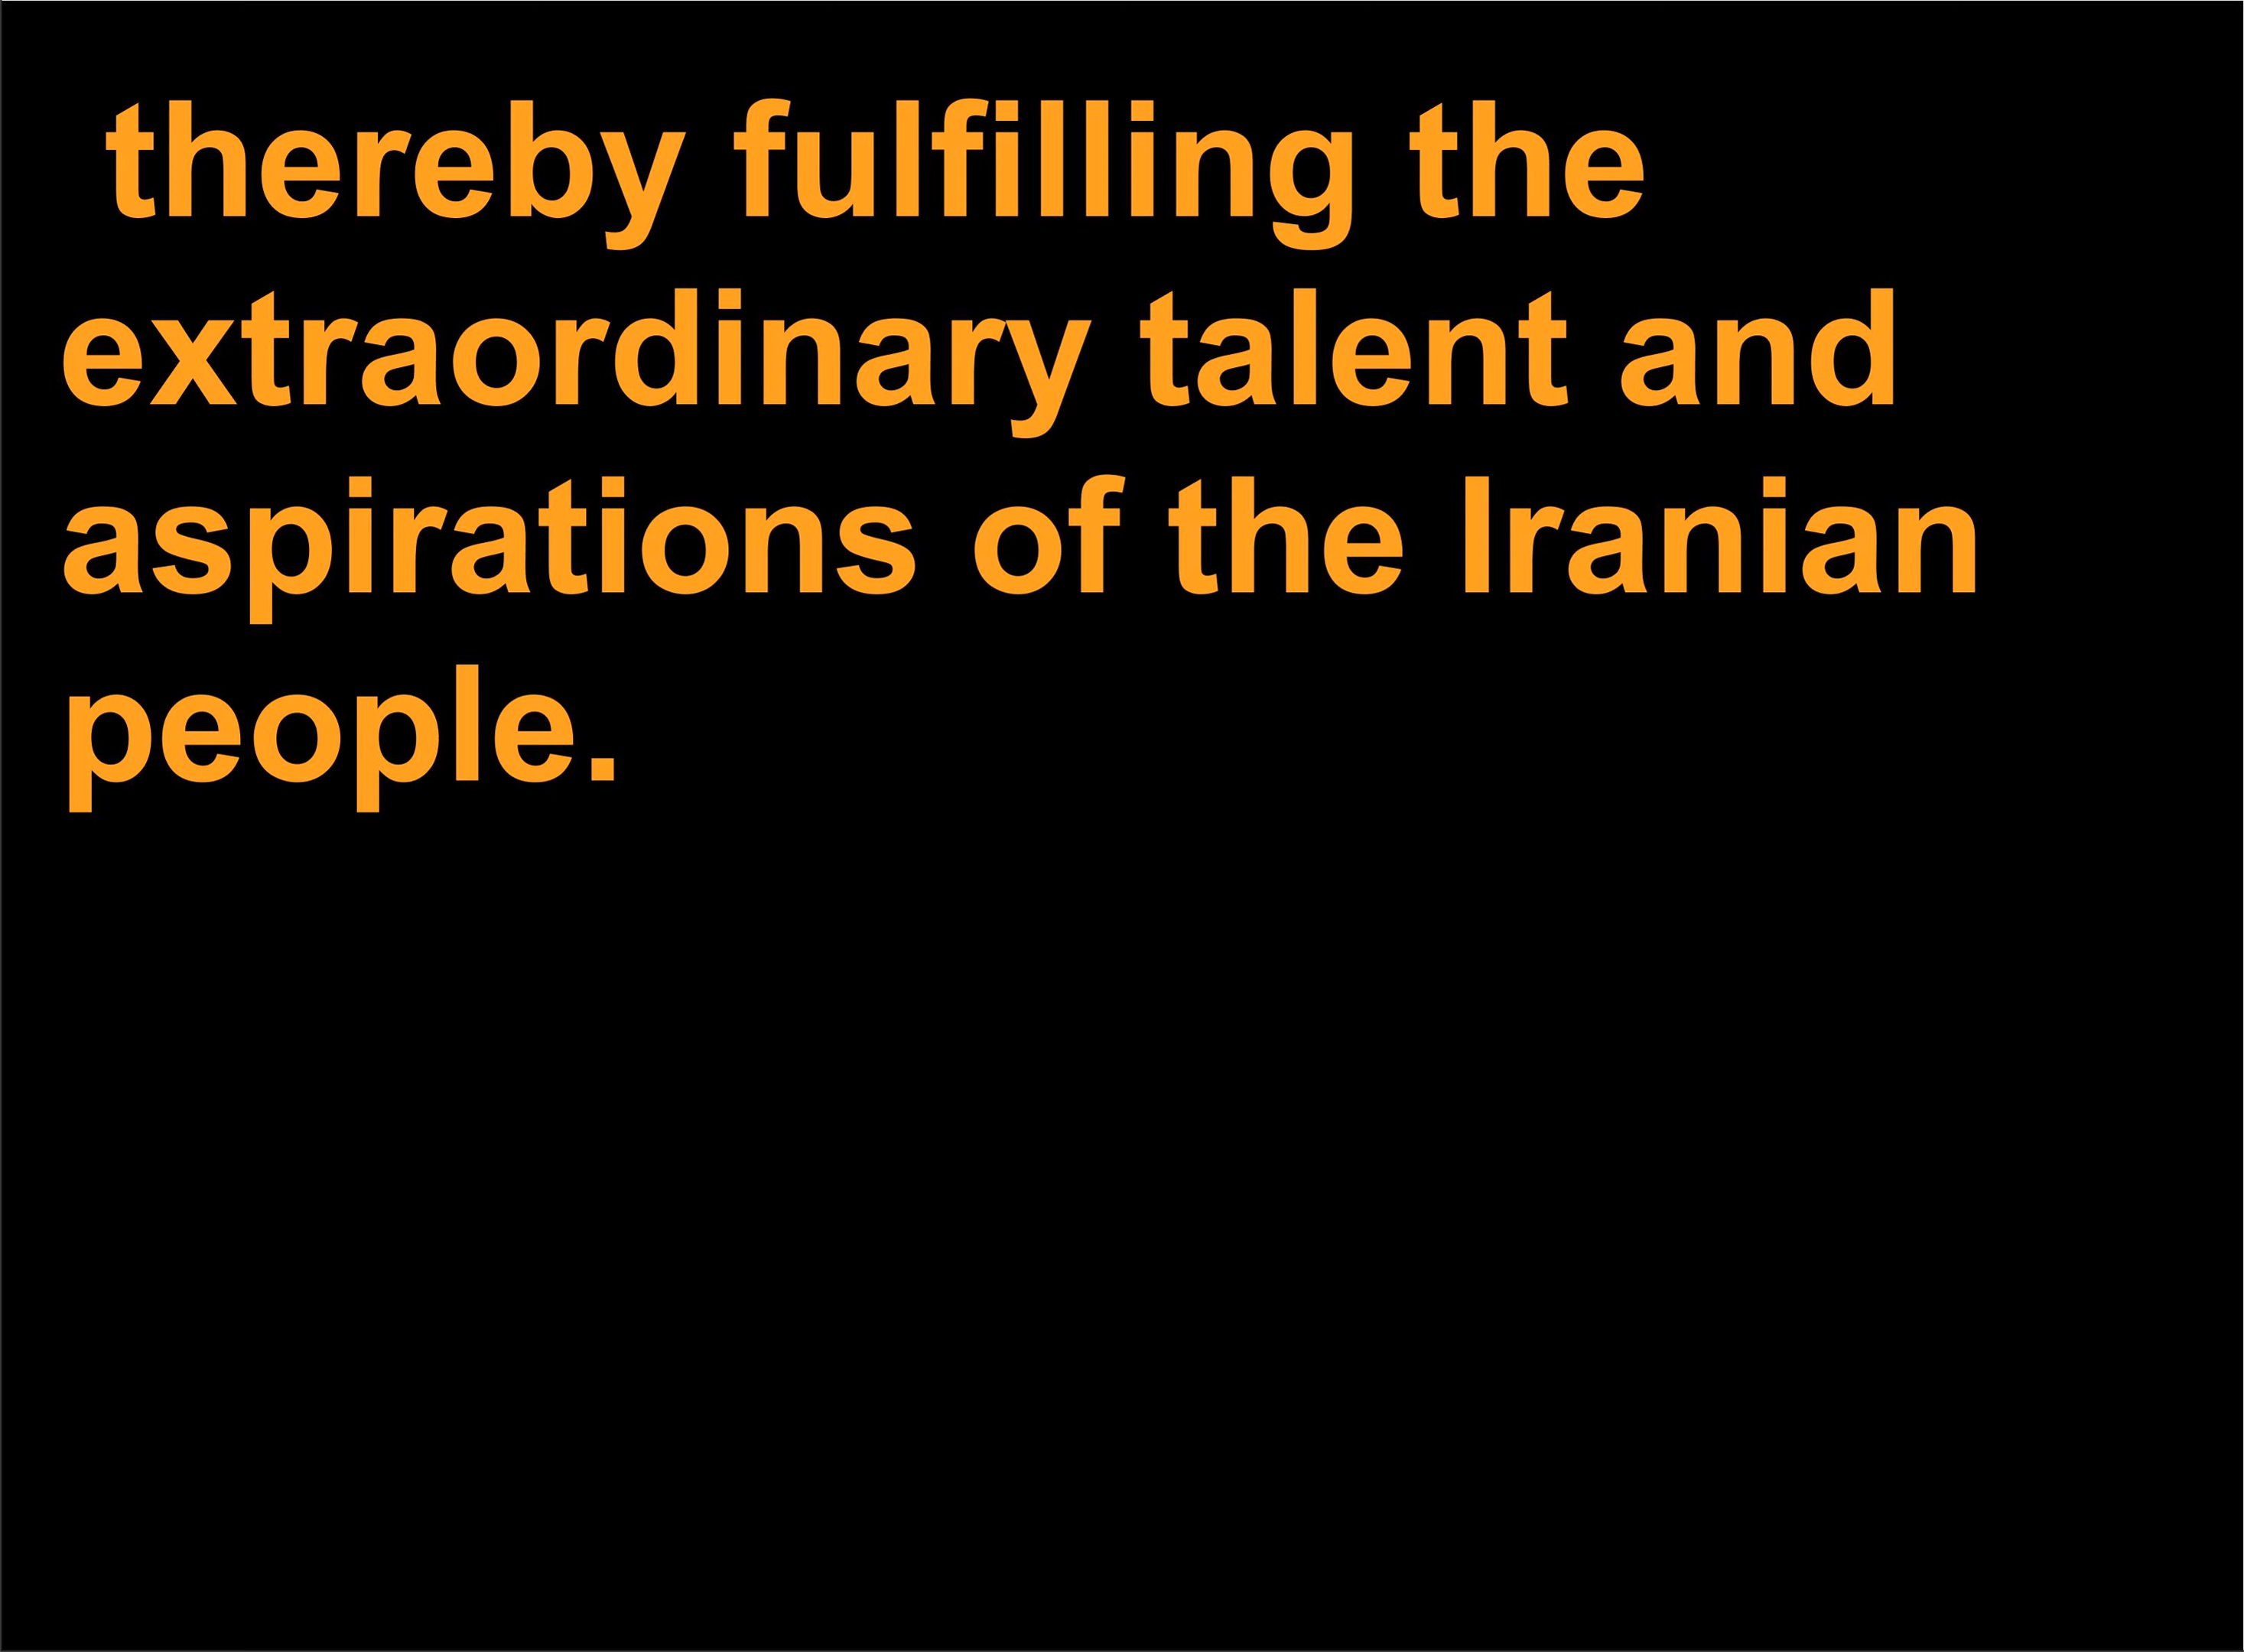 thereby fulfilling the
extraordinary talent and
aspirations of the Iranian
people.